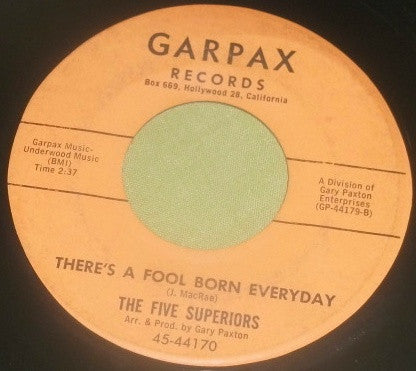 GARPAX
RECORDS
Box 669, Hollywood 28, California
Garpax Music-
Underwood Music
(BMI)
Time 2:37
A Division of
Gary Paxton
Enterprises
(GP-44179-B)
THERE'S A FOOL BORN EVERYDAY
(J. MacRae)
THE FIVE SUPERIORS
Arr. & Prod. by Gary Paxton
45-44170